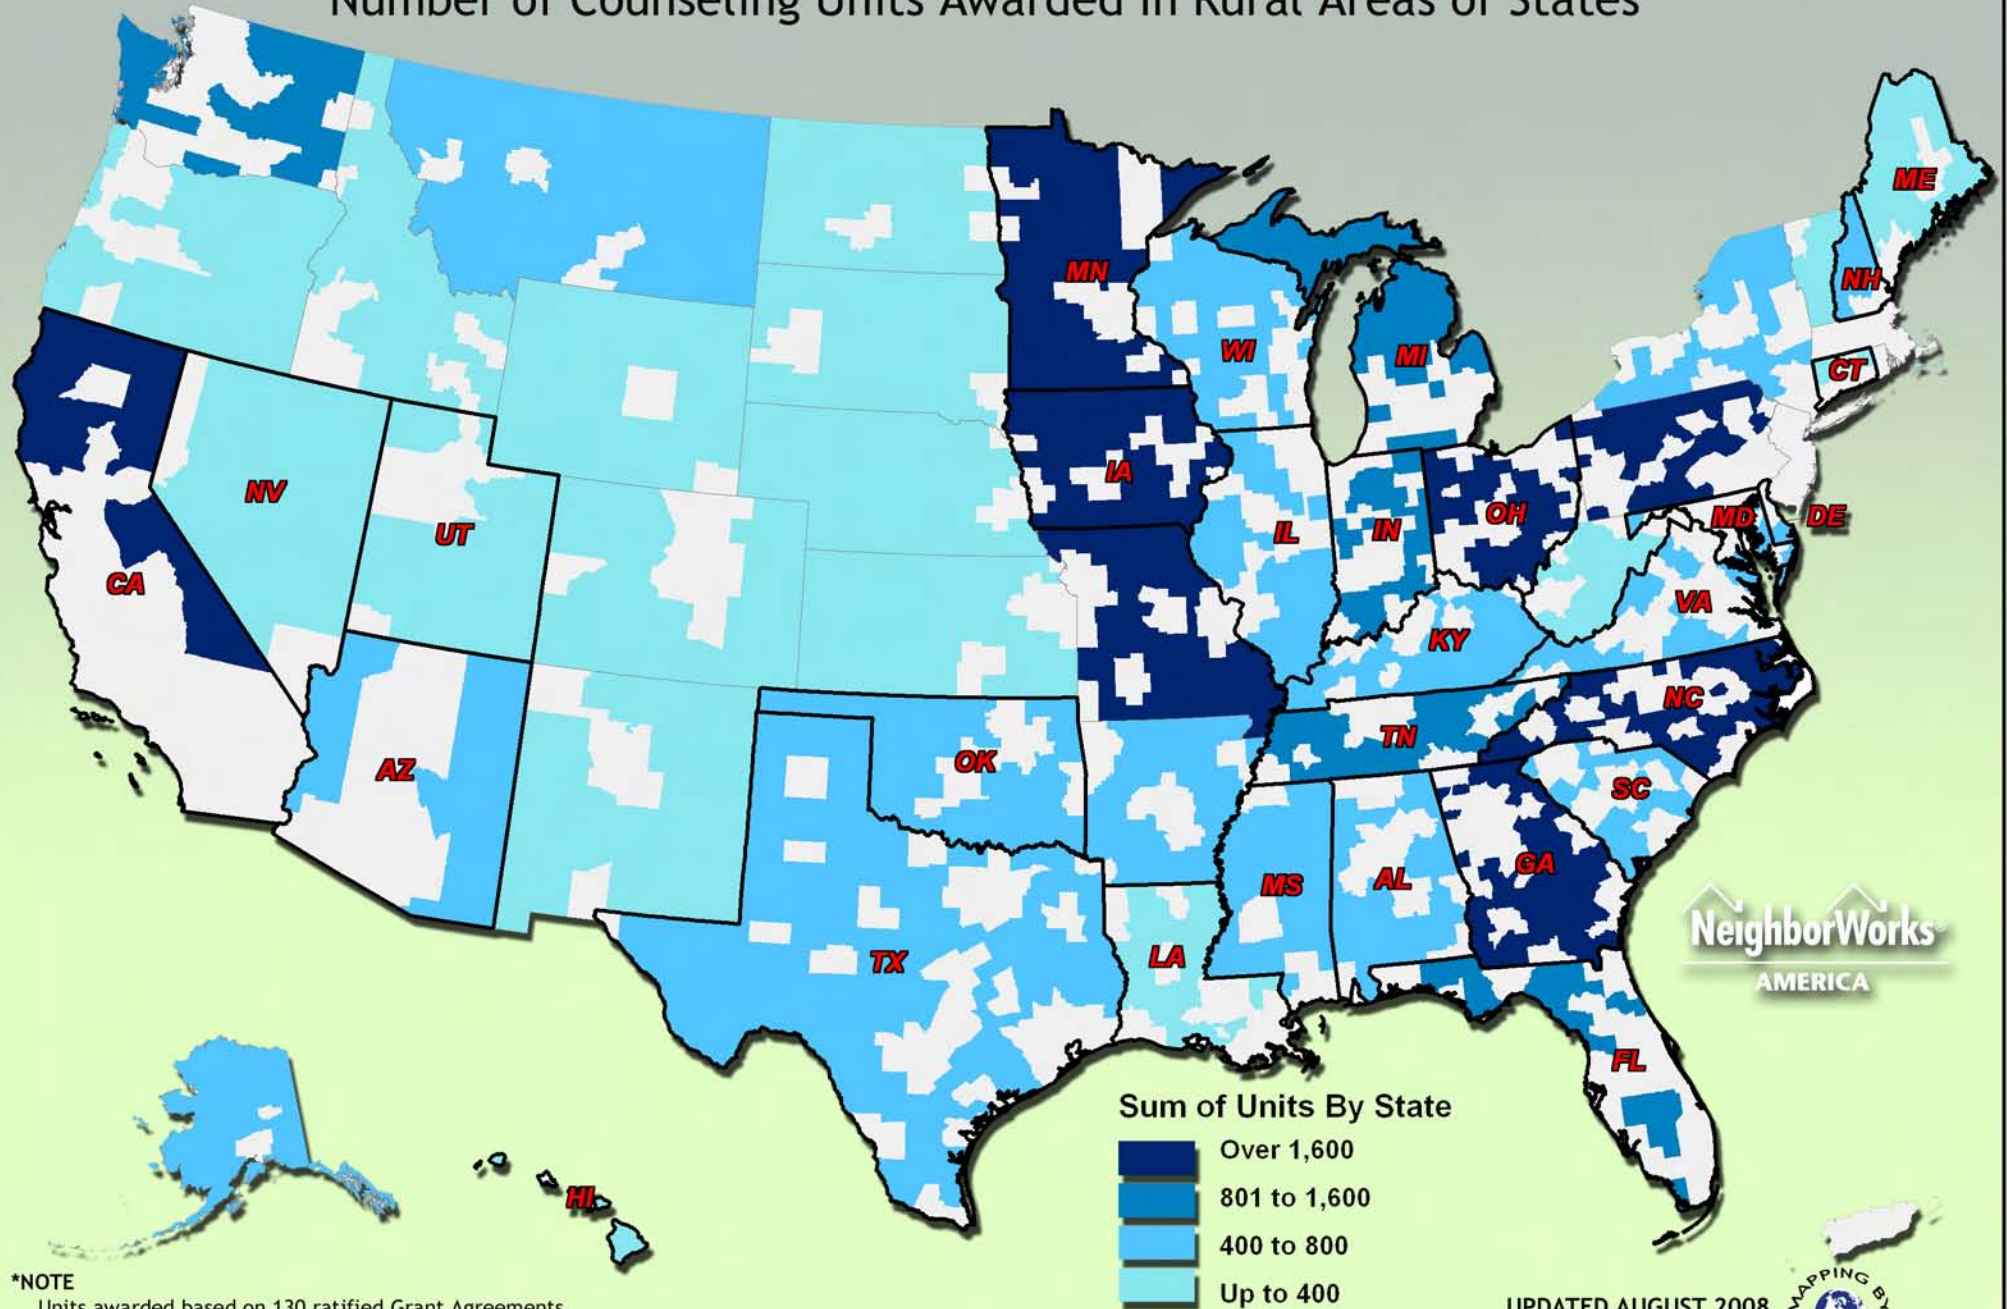 Number of Counseling Units Awarded in Rural Areas of States
ME
MN
NH
WI
MI
CT
IA
NV
UT
IL
IN
OH
MD
DE
CA
VA
KY
NC
TN
OK
AZ
SC
GA
MS
AL
LA
TX
NeighborWorks®
AMERICA
FL
HI
Sum of Units By State
Over 1,600
801 to 1,600
400 to 800
Up to 400
*NOTE
Units awarded based on 130 ratified Grant Agreements
UPDATED AUGUST 2008
MAPPING BY